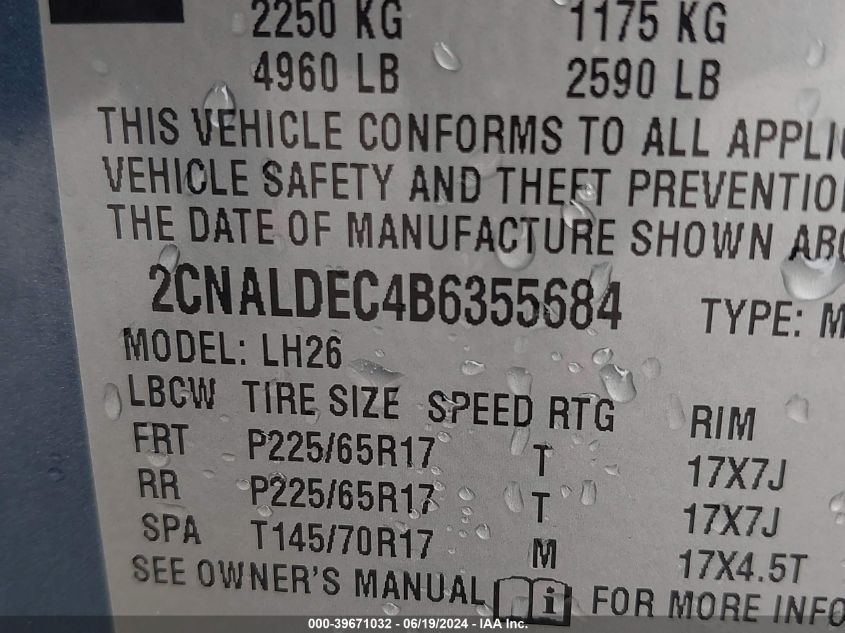 2250 KG 1175 KG
4960 LB 2590 LB
THIS VEHICLE CONFORMS TO ALL APPLI
VEHICLE SAFETY AND THEFT PREVENTIO
THE DATE OF MANUFACTURE SHOWN ABO
2CNALDEC4B6355684 TYPE: M
MODEL: LH26
LBCW TIRE SIZE SPEED RTG RIM
FRT P225/65R17 T 17X7J
RR P225/65R17 T 17X7J
SPA T145/70R17 M 17X4.5T
SEE OWNER'S MANUAL i FOR MORE INFO
000-39671032 - 06/19/2024 - IAA Inc.